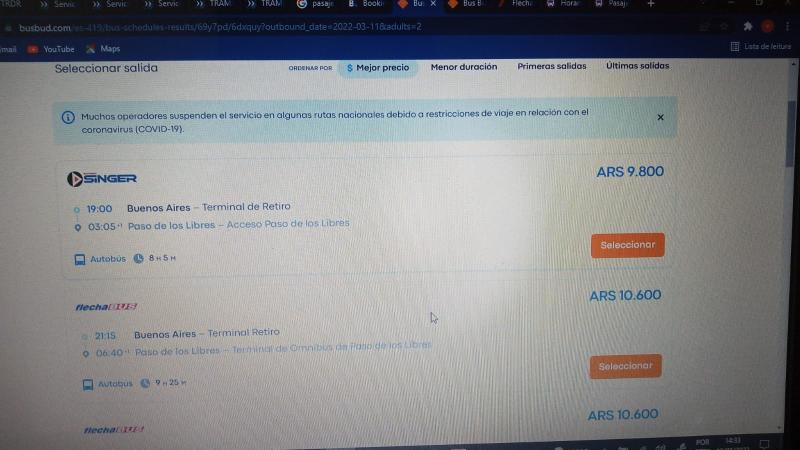 TRDR Servic Servic Servic TRAM TRAM pasaje Booki Bus Bus B Flech Horar Pasaje
busbud.com/es-419/bus-schedules-results/69y7pd/6dxquy?outbound_date=2022-03-11&adults=2
mail YouTube Maps Lista de leitura
Seleccionar salida ORDENAR POR $ Mejor precio Menor duración Primeras salidas Últimas salidas
Muchos operadores suspenden el servicio en algunas rutas nacionales debido a restricciones de viaje en relación con el
coronavirus (COVID-19).
SINGER ARS 9.800
19:00 Buenos Aires – Terminal de Retiro
03:05 +1 Paso de los Libres – Acceso Paso de los Libres
Seleccionar
Autobús 8 H 5 M
flechaBUS ARS 10.600
21:15 Buenos Aires – Terminal Retiro
06:40 +1 Paso de los Libres – Terminal de Omnibus de Paso de los Libres
Seleccionar
Autobús 9 H 25 M
flechaBUS ARS 10.600
POR 14:33